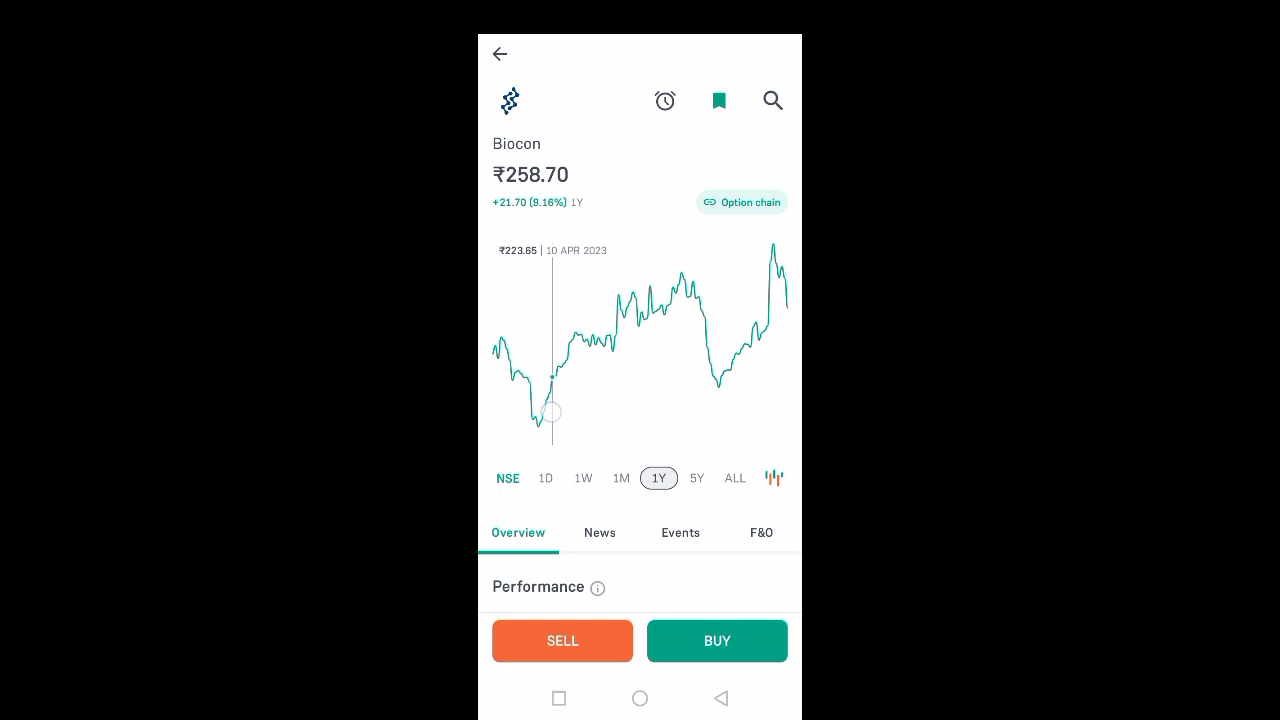 Biocon
₹258.70
+21.70 (9.16%) 1Y
Option chain
₹223.65 | 10 APR 2023
NSE 1D 1W 1M 1Y 5Y ALL
Overview News Events F&O
Performance
SELL BUY